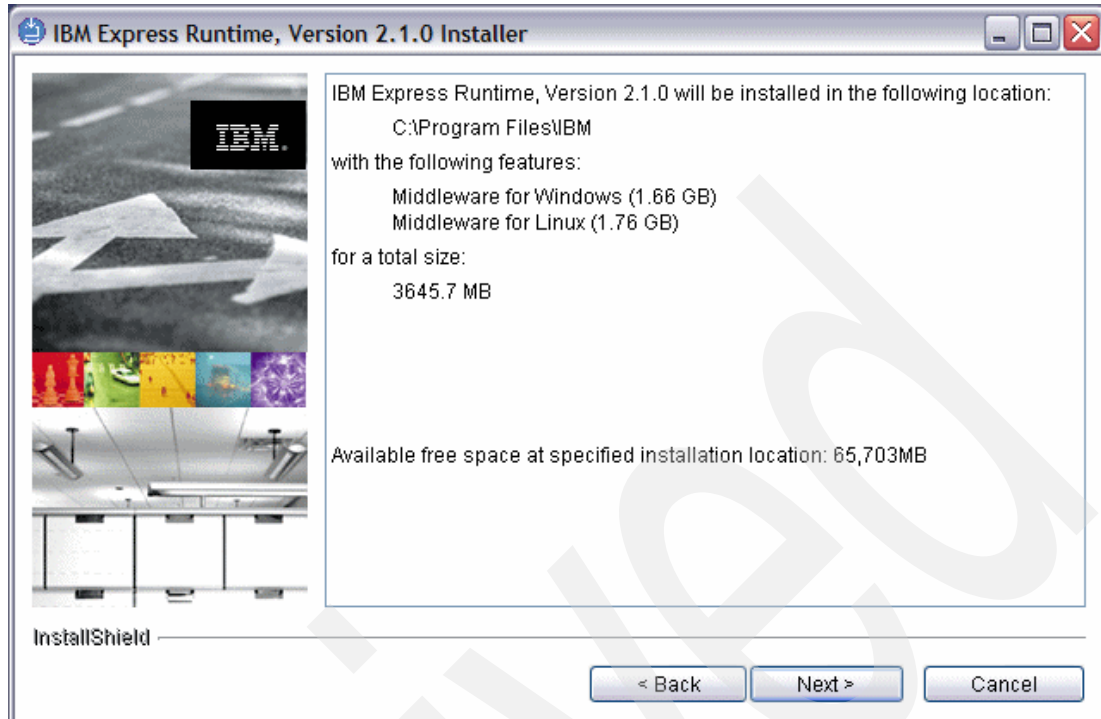 IBM Express Runtime, Version 2.1.0 Installer
IBM.
IBM Express Runtime, Version 2.1.0 will be installed in the following location:
C:\Program Files\IBM
with the following features:
Middleware for Windows (1.66 GB)
Middleware for Linux (1.76 GB)
for a total size:
3645.7 MB
Available free space at specified installation location: 65,703MB
InstallShield
< Back
Next >
Cancel